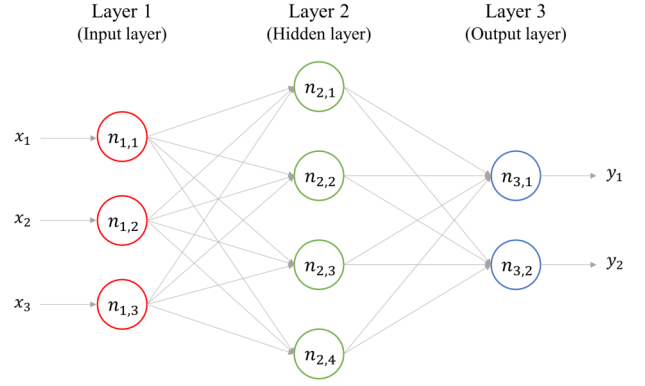 Layer 1
(Input layer)
Layer 2
(Hidden layer)
Layer 3
(Output layer)
x₁
x₂
x₃
n₁,₁
n₁,₂
n₁,₃
n₂,₁
n₂,₂
n₂,₃
n₂,₄
n₃,₁
n₃,₂
y₁
y₂